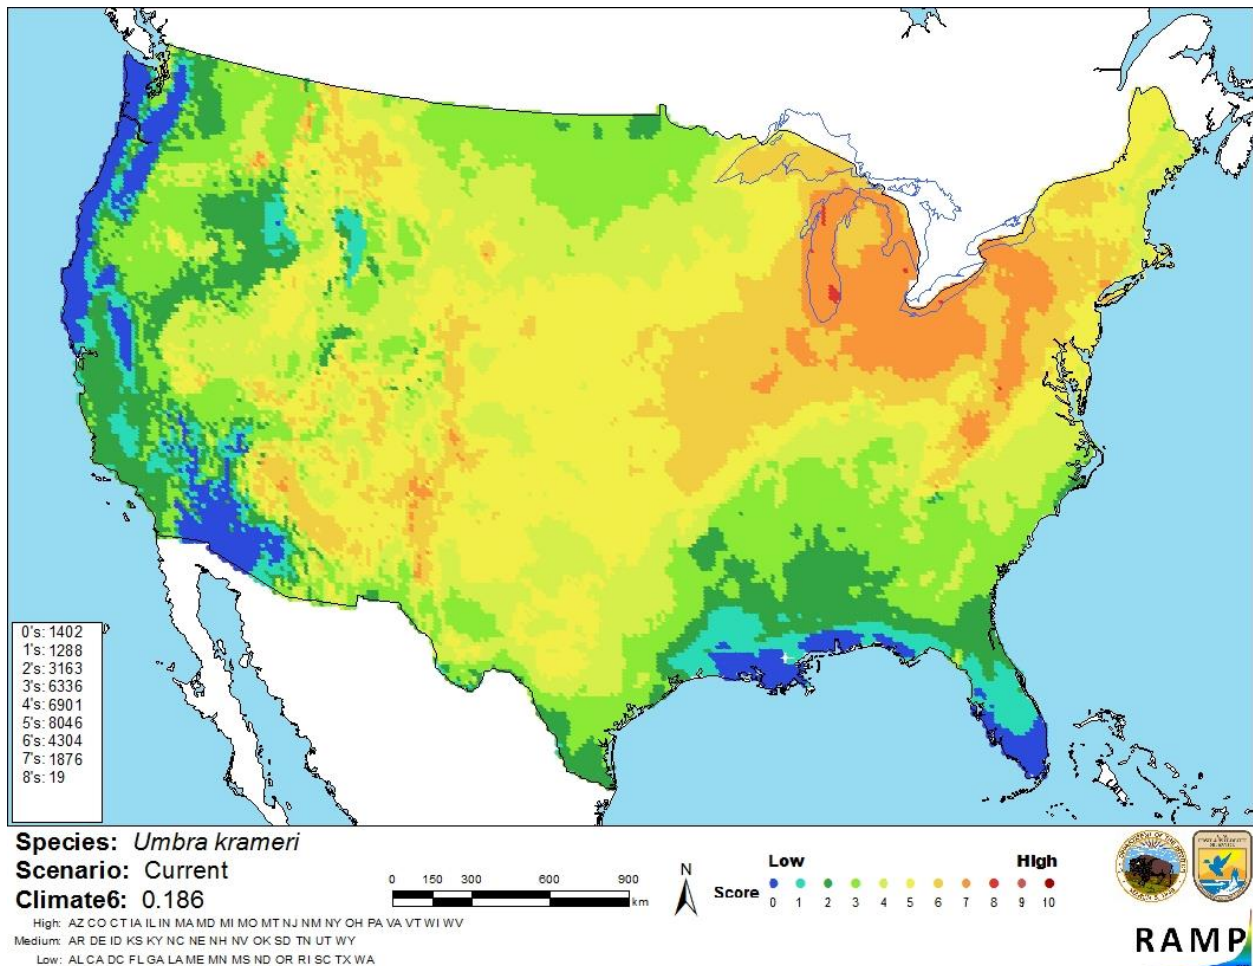 0's: 1402
1's: 1288
2's: 3163
3's: 6336
4's: 6901
5's: 8046
6's: 4304
7's: 1876
8's: 19
Species: Umbra krameri
Scenario: Current
Climate6: 0.186
High: AZ CO CT IA IL IN MA MD MI MO MT NJ NM NY OH PA VA VT WI WV
Medium: AR DE ID KS KY NC NE NH NV OK SD TN UT WY
Low: AL CA DC FL GA LA ME MN MS ND OR RI SC TX WA
0 150 300 600 900
km
N
Low High
Score
0 1 2 3 4 5 6 7 8 9 10
RAMP